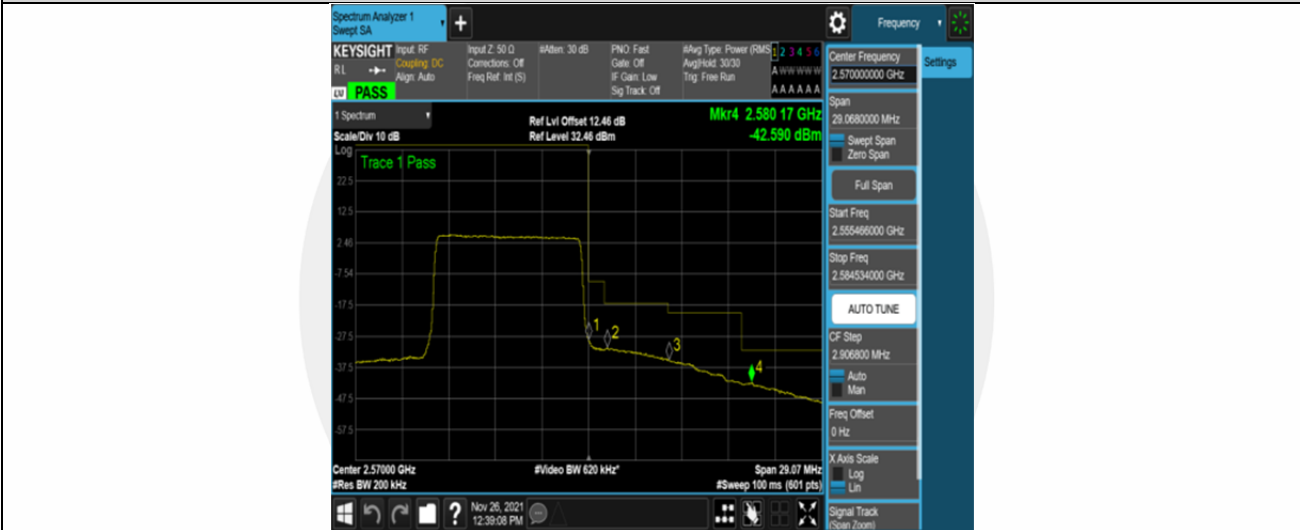 Spectrum Analyzer 1
Swept SA
+
Frequency
KEYSIGHT
R L
LV PASS
Input: RF
Coupling: DC
Align: Auto
Input Z: 50 Ω
Corrections: Off
Freq Ref: Int (S)
#Atten: 30 dB
PNO: Fast
Gate: Off
IF Gain: Low
Sig Track: Off
#Avg Type: Power (RMS
Avg|Hold: 30/30
Trig: Free Run
1 2 3 4 5 6
A W W W W W
A A A A A A
1 Spectrum
Scale/Div 10 dB
Ref Lvl Offset 12.46 dB
Ref Level 32.46 dBm
Mkr4 2.580 17 GHz
-42.590 dBm
Log
Trace 1 Pass
22.5
12.5
2.46
-7.54
-17.5
-27.5
-37.5
-47.5
-57.5
1
2
3
4
Center 2.57000 GHz
#Res BW 200 kHz
#Video BW 620 kHz*
Span 29.07 MHz
#Sweep 100 ms (601 pts)
Nov 26, 2021
12:39:08 PM
Center Frequency
2.570000000 GHz
Span
29.0680000 MHz
Swept Span
Zero Span
Full Span
Start Freq
2.555466000 GHz
Stop Freq
2.584534000 GHz
AUTO TUNE
CF Step
2.906800 MHz
Auto
Man
Freq Offset
0 Hz
X Axis Scale
Log
Lin
Signal Track
(Span Zoom)
Settings